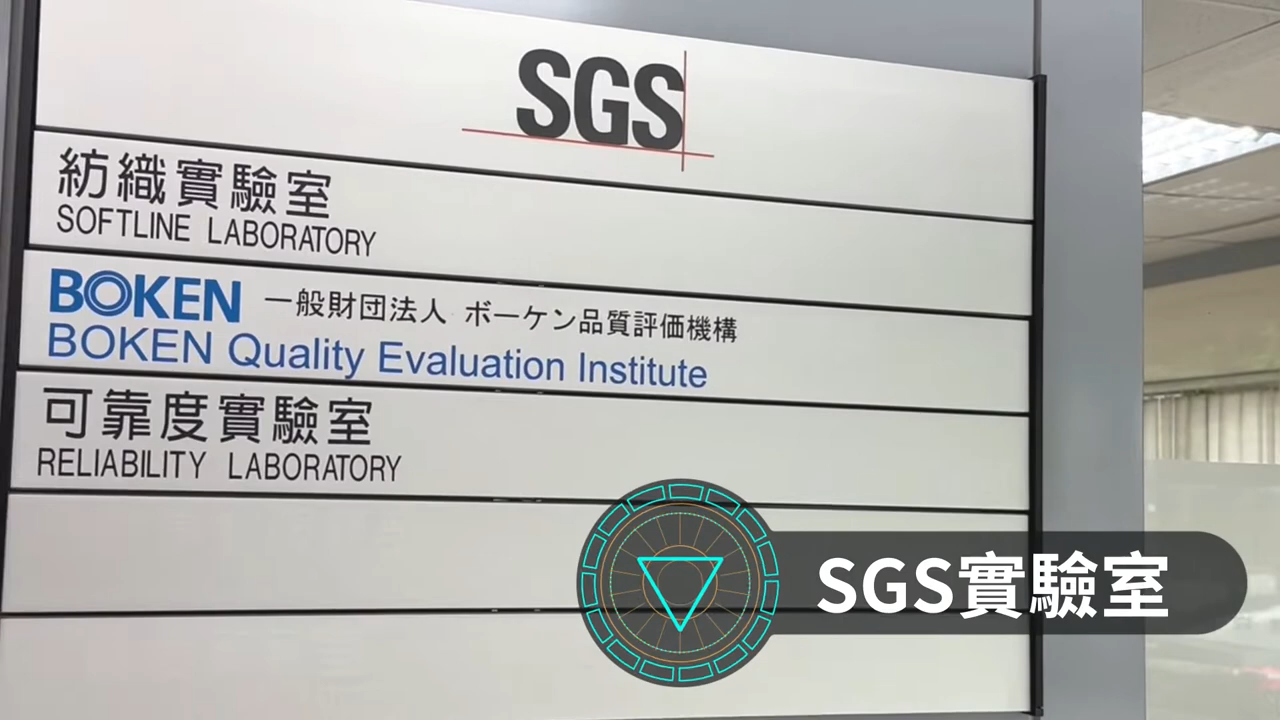 SGS
紡織實驗室
SOFTLINE LABORATORY
BOKEN 一般財団法人 ボーケン品質評価機構
BOKEN Quality Evaluation Institute
可靠度實驗室
RELIABILITY LABORATORY
SGS實驗室